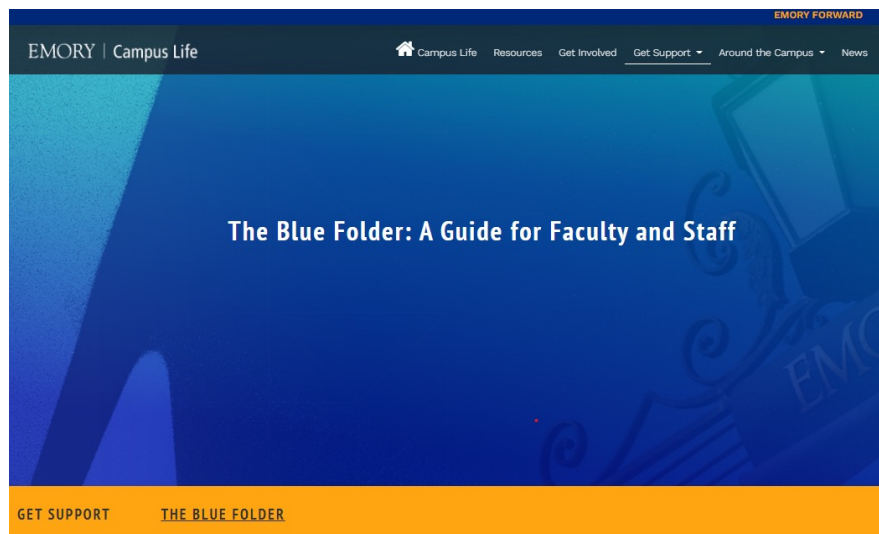 EMORY FORWARD
EMORY | Campus Life
Campus Life Resources Get Involved Get Support Around the Campus News
The Blue Folder: A Guide for Faculty and Staff
EMO
GET SUPPORT THE BLUE FOLDER